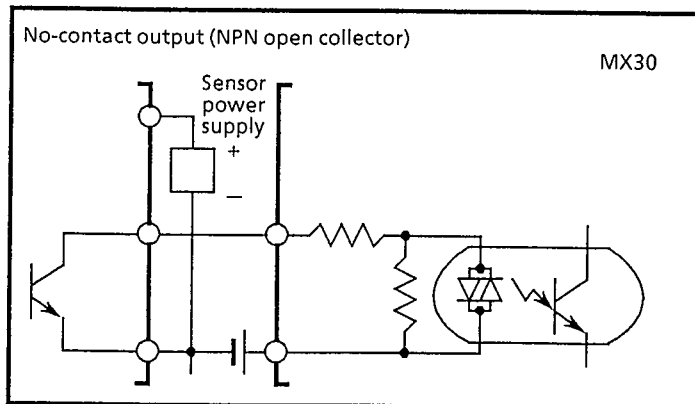 No-contact output (NPN open collector)
MX30
Sensor
power
supply
+
−